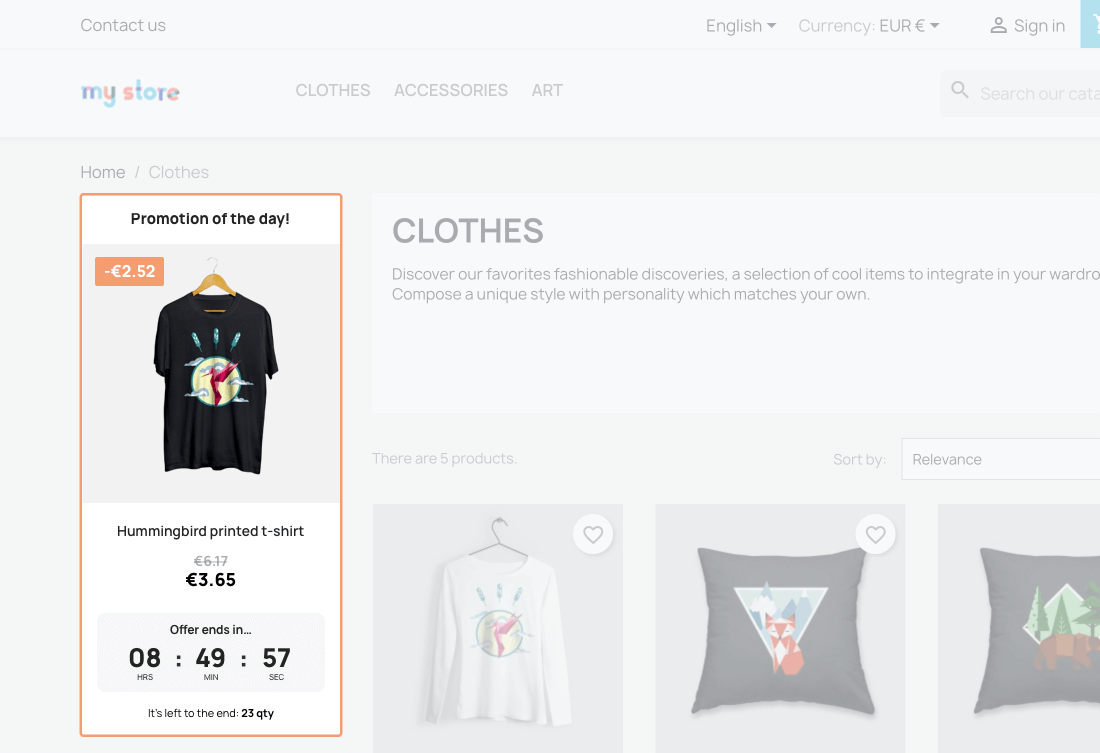 Contact us
English
Currency: EUR €
Sign in
my store
CLOTHES
ACCESSORIES
ART
Search our cata
Home / Clothes
Promotion of the day!
-€2.52
Hummingbird printed t-shirt
€6.17
€3.65
Offer ends in...
08 : 49 : 57
HRS MIN SEC
It's left to the end: 23 qty
CLOTHES
Discover our favorites fashionable discoveries, a selection of cool items to integrate in your wardro
Compose a unique style with personality which matches your own.
There are 5 products.
Sort by:
Relevance